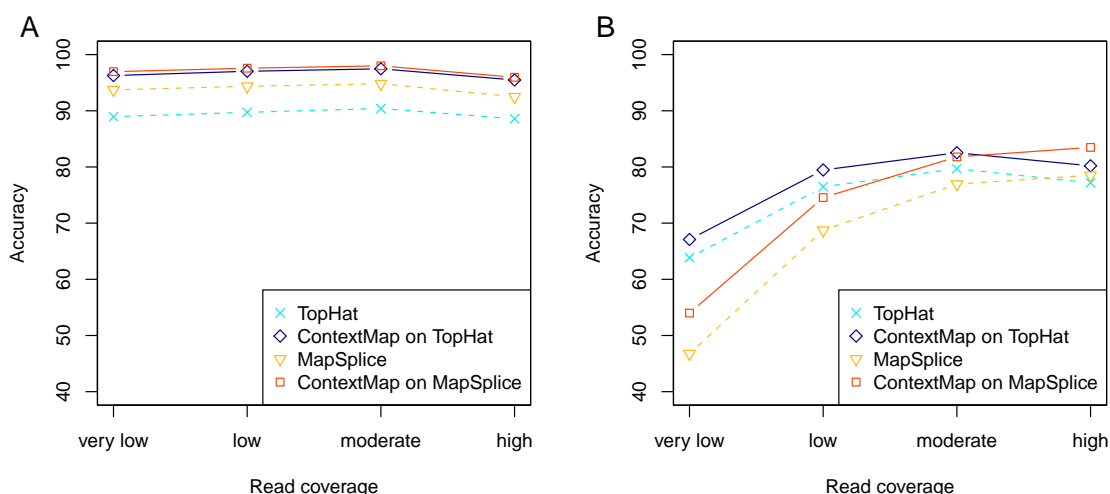 A
Accuracy
100
90
80
70
60
50
40
TopHat
ContextMap on TopHat
MapSplice
ContextMap on MapSplice
very low
low
moderate
high
Read coverage
B
Accuracy
100
90
80
70
60
50
40
TopHat
ContextMap on TopHat
MapSplice
ContextMap on MapSplice
very low
low
moderate
high
Read coverage